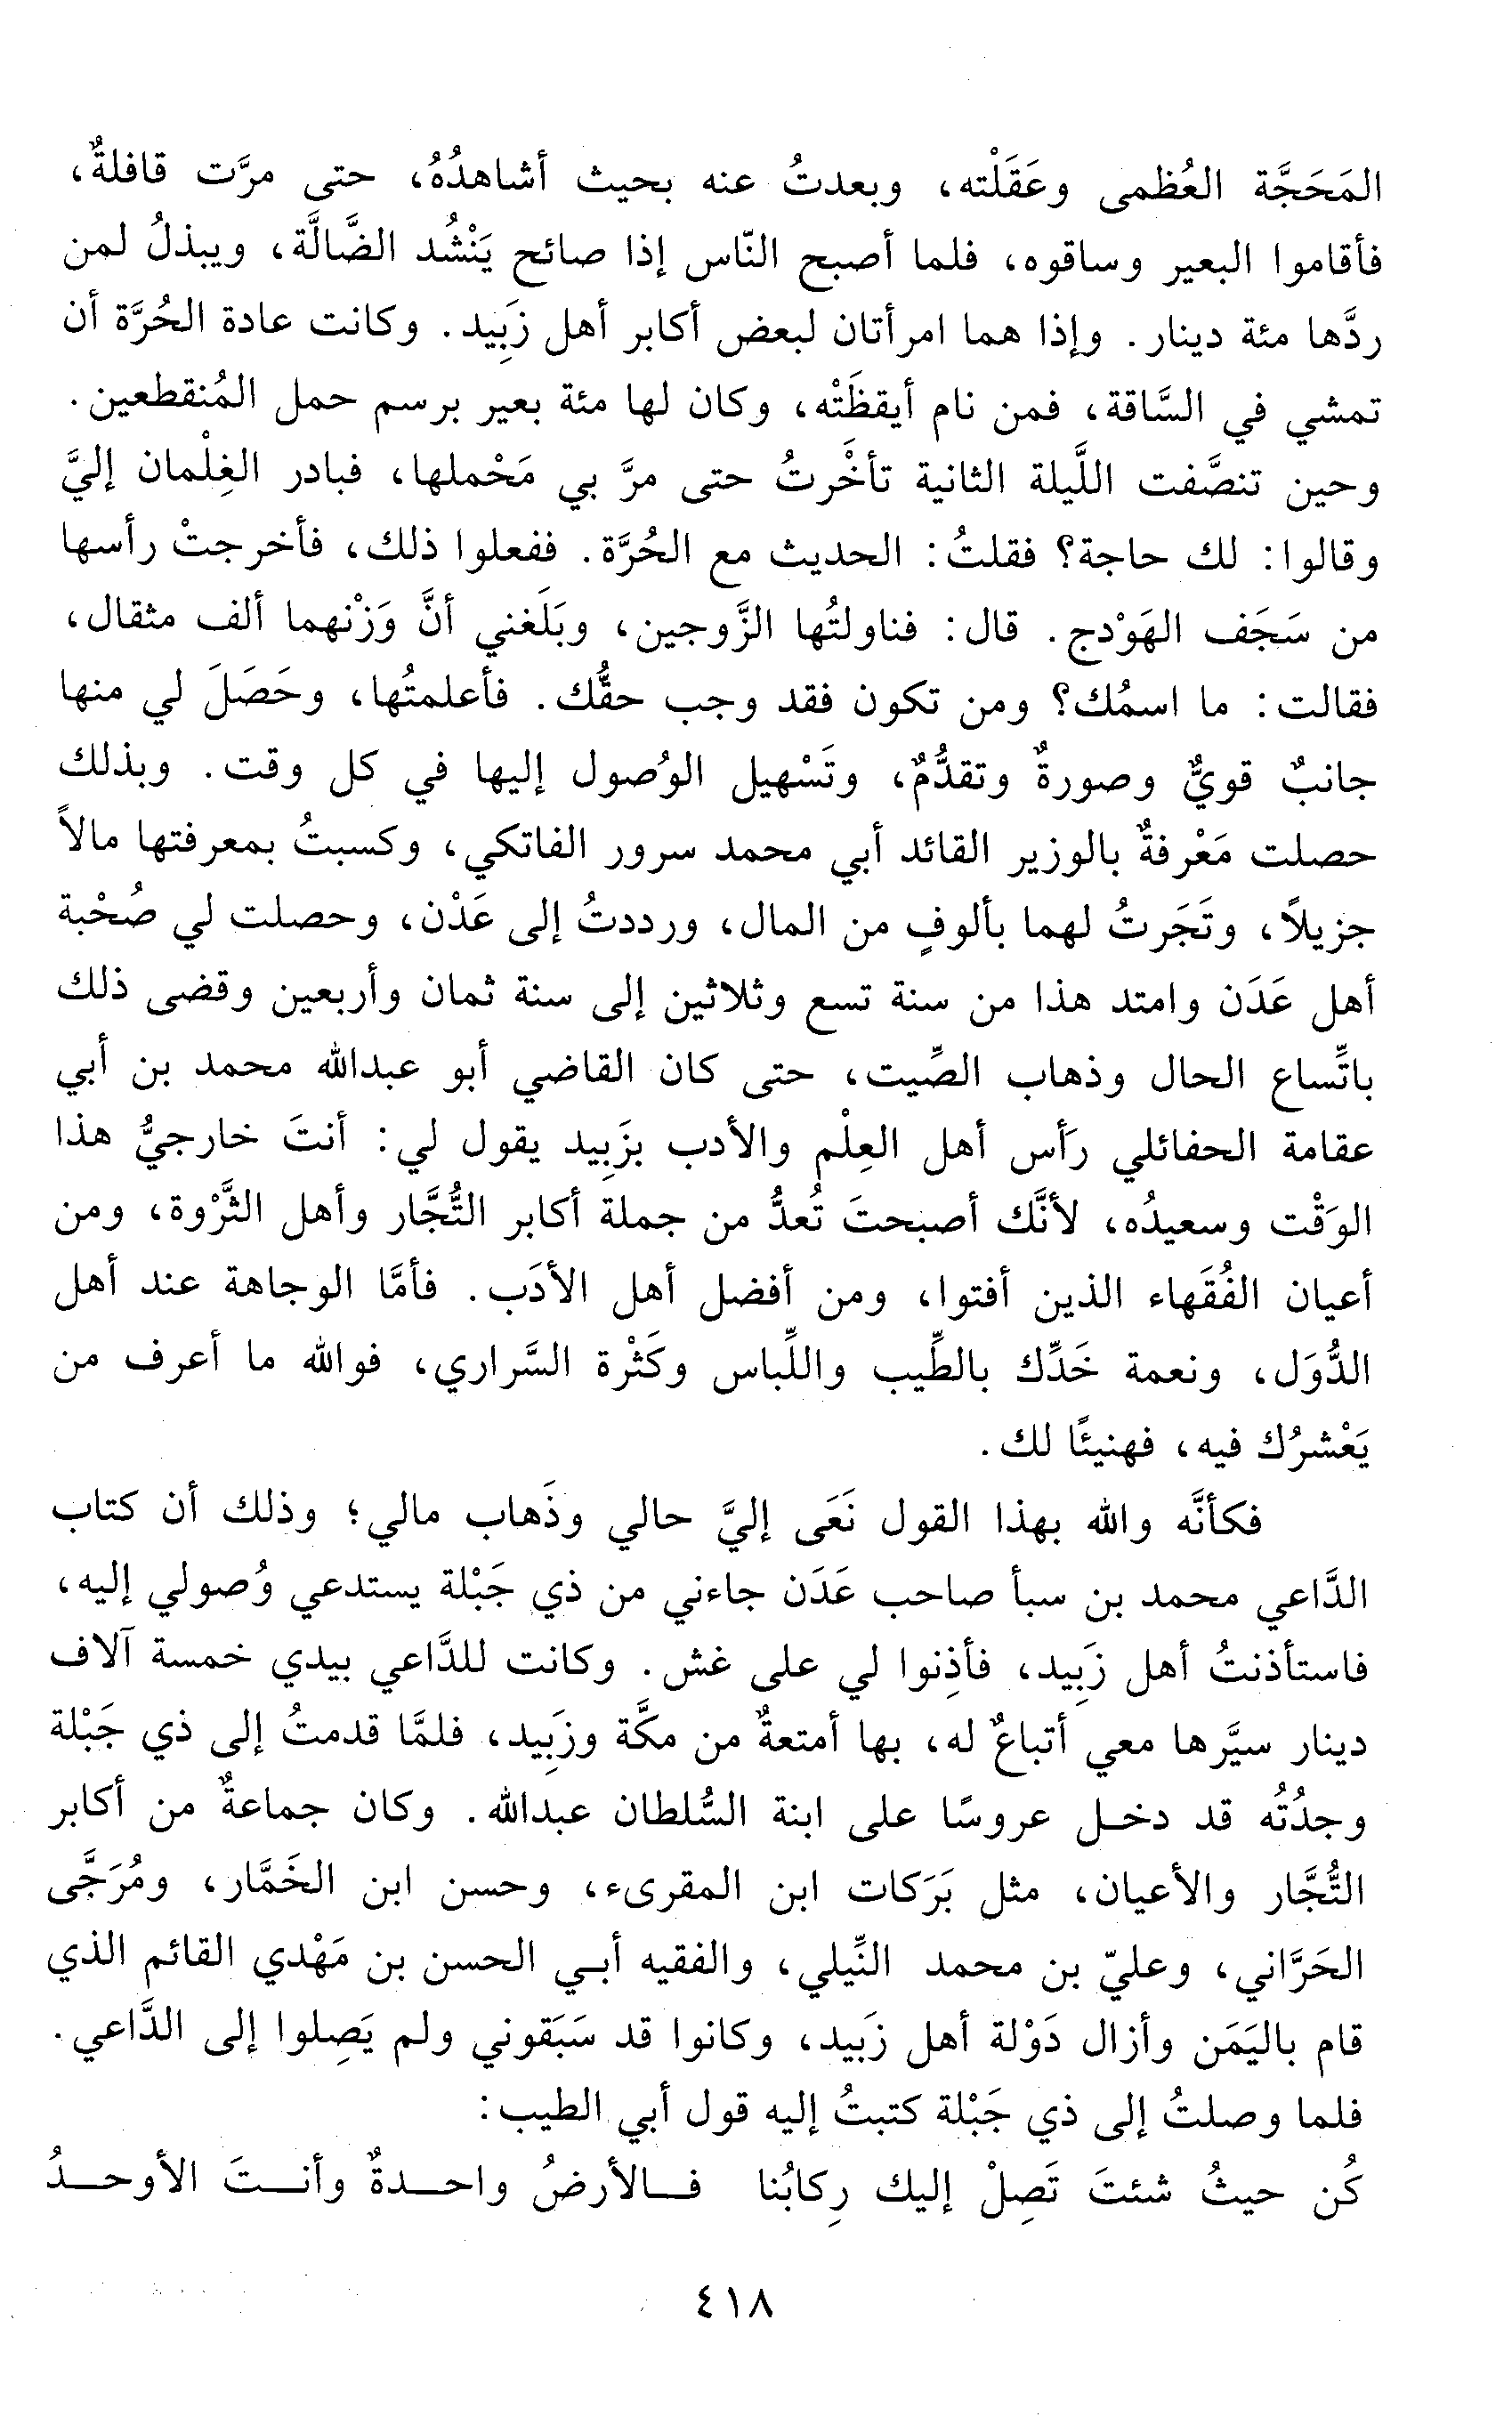 المَحَجَّة العُظمى وعَقَلْته، وبعدتُ عنه بحيث أشاهدُهُ، حتى مرَّت قافلةٌ،
فأقاموا البعير وساقوه، فلما أصبح النّاس إذا صائح يَنْشُد الضَّالَّة، ويبذلُ لمن
ردَّها مئة دينار. وإذا هما امرأتان لبعض أكابر أهل زَبِيد. وكانت عادة الحُرَّة أن
تمشي في السَّاقة، فمن نام أيقظَتْه، وكان لها مئة بعير برسم حمل المُنقطعين.
وحين تنصَّفت اللَّيلة الثانية تأخَّرتُ حتى مرَّ بي مَحْملها، فبادر الغِلْمان إليَّ
وقالوا: لك حاجة؟ فقلتُ: الحديث مع الحُرَّة. ففعلوا ذلك، فأخرجتْ رأسها
من سَجَف الهَوْدج. قال: فناولتُها الزَّوجين، وبَلَغني أنَّ وَزْنهما ألف مثقال،
فقالت: ما اسمُك؟ ومن تكون فقد وجب حقُّك. فأعلمتُها، وحَصَلَ لي منها
جانبٌ قويٌّ وصورةٌ وتقدُّمٌ، وتَسْهيل الوُصول إليها في كل وقت. وبذلك
حصلت مَعْرفةٌ بالوزير القائد أبي محمد سرور الفاتكي، وكسبتُ بمعرفتها مالاً
جزيلاً، وتَجَرتُ لهما بألوفٍ من المال، ورددتُ إلى عَدْن، وحصلت لي صُحْبة
أهل عَدَن وامتد هذا من سنة تسع وثلاثين إلى سنة ثمان وأربعين وقضى ذلك
باتِّساع الحال وذهاب الصِّيت، حتى كان القاضي أبو عبدالله محمد بن أبي
عقامة الحفائلي رَأس أهل العِلْم والأدب بزَبِيد يقول لي: أنتَ خارجيُّ هذا
الوَقْت وسعيدُه، لأنَّك أصبحتَ تُعدُّ من جملة أكابر التُّجَّار وأهل الثَّرْوة، ومن
أعيان الفُقَهاء الذين أفتوا، ومن أفضل أهل الأدَب. فأمَّا الوجاهة عند أهل
الدُّوَل، ونعمة خَدِّك بالطِّيب واللِّباس وكَثْرة السَّراري، فوالله ما أعرف من
يَعْشرُك فيه، فهنيئًا لك.
فكأنَّه والله بهذا القول نَعَى إليَّ حالي وذَهاب مالي؛ وذلك أن كتاب
الدَّاعي محمد بن سبأ صاحب عَدَن جاءني من ذي جَبْلة يستدعي وُصولي إليه،
فاستأذنتُ أهل زَبِيد، فأذِنوا لي على غش. وكانت للدَّاعي بيدي خمسة آلاف
دينار سيَّرها معي أتباعٌ له، بها أمتعةٌ من مكَّة وزَبِيد، فلمَّا قدمتُ إلى ذي جَبْلة
وجدُتُه قد دخل عروسًا على ابنة السُّلطان عبدالله. وكان جماعةٌ من أكابر
التُّجَّار والأعيان، مثل بَرَكات ابن المقرىء، وحسن ابن الخَمَّار، ومُرَجَّى
الحَرَّاني، وعليّ بن محمد النِّيلي، والفقيه أبي الحسن بن مَهْدي القائم الذي
قام باليَمَن وأزال دَوْلة أهل زَبيد، وكانوا قد سَبَقوني ولم يَصِلوا إلى الدَّاعي.
فلما وصلتُ إلى ذي جَبْلة كتبتُ إليه قول أبي الطيب:
كُن حيثُ شئتَ تَصِلْ إليك رِكابُنا فالأرضُ واحدةٌ وأنتَ الأوحدُ
٤١٨